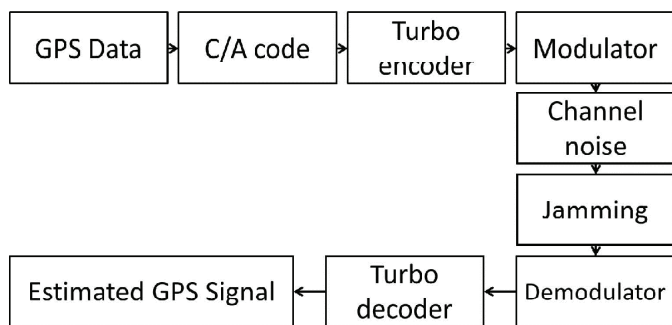 GPS Data
C/A code
Turbo
encoder
Modulator
Channel
noise
Jamming
Demodulator
Turbo
decoder
Estimated GPS Signal